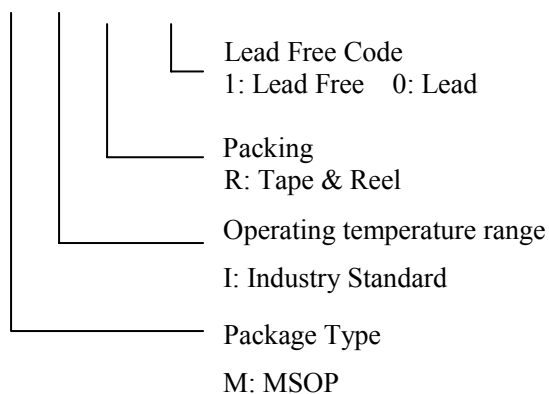 Lead Free Code
1: Lead Free 0: Lead
Packing
R: Tape & Reel
Operating temperature range
I: Industry Standard
Package Type
M: MSOP